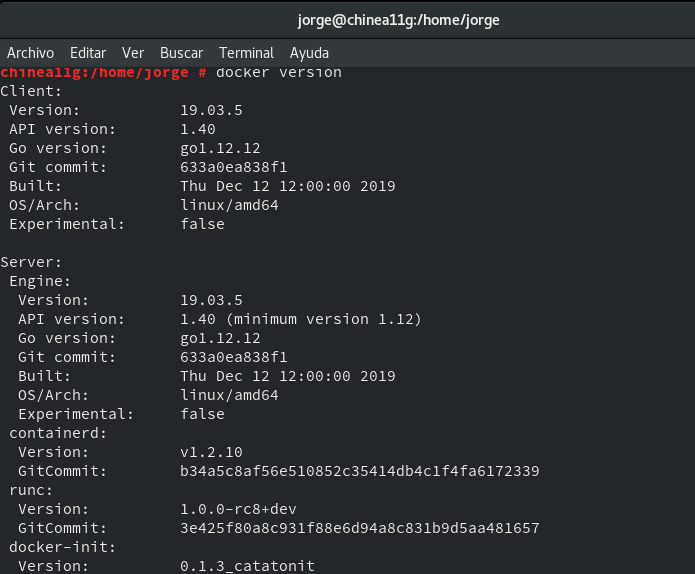 jorge@chinea11g:/home/jorge
Archivo Editar Ver Buscar Terminal Ayuda
chinea11g:/home/jorge # docker version
Client:
Version: 19.03.5
API version: 1.40
Go version: go1.12.12
Git commit: 633a0ea838f1
Built: Thu Dec 12 12:00:00 2019
OS/Arch: linux/amd64
Experimental: false
Server:
Engine:
Version: 19.03.5
API version: 1.40 (minimum version 1.12)
Go version: go1.12.12
Git commit: 633a0ea838f1
Built: Thu Dec 12 12:00:00 2019
OS/Arch: linux/amd64
Experimental: false
containerd:
Version: v1.2.10
GitCommit: b34a5c8af56e510852c35414db4c1f4fa6172339
runc:
Version: 1.0.0-rc8+dev
GitCommit: 3e425f80a8c931f88e6d94a8c831b9d5aa481657
docker-init:
Version: 0.1.3_catatonit